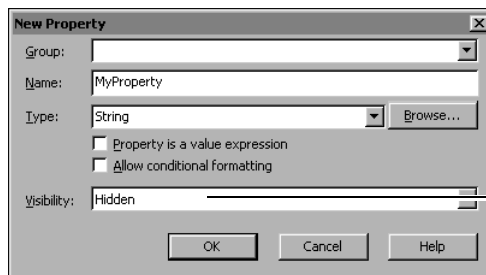 New Property
Group:
Name: MyProperty
Type: String Browse...
Property is a value expression
Allow conditional formatting
Visibility: Hidden
OK Cancel Help